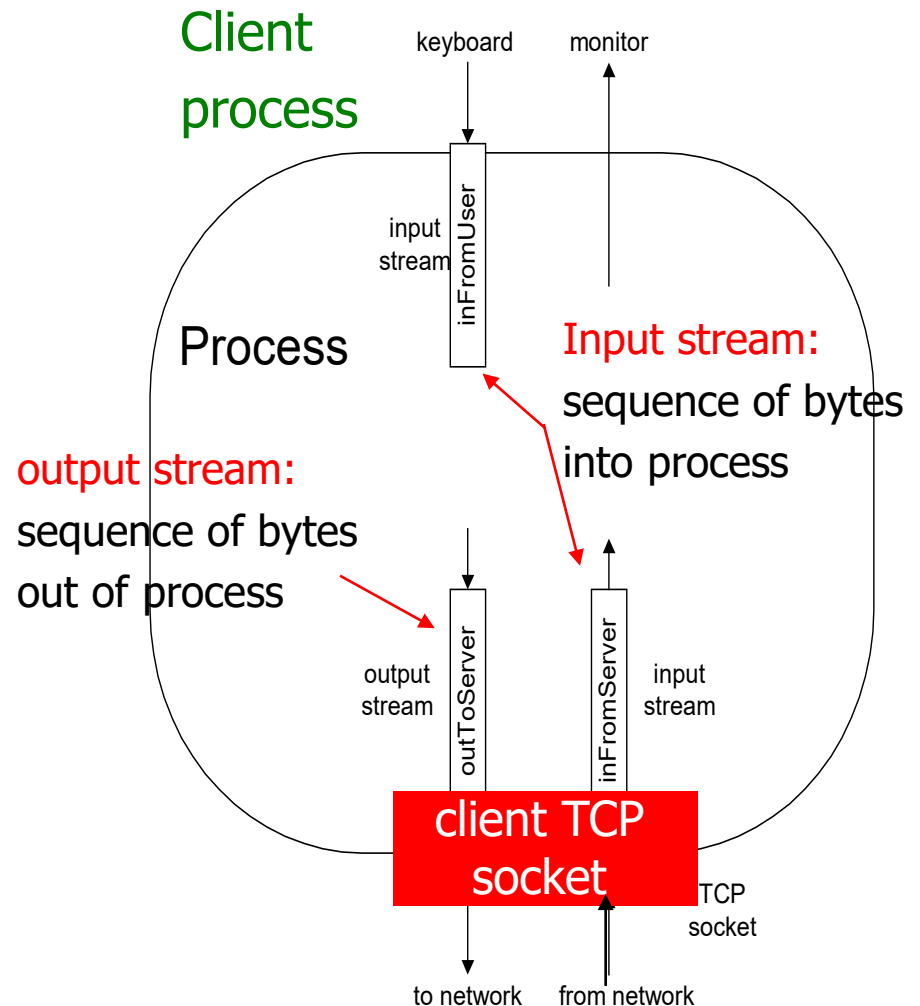 Client
process
keyboard
monitor
input
stream
inFromUser
Process
Input stream:
sequence of bytes
into process
output stream:
sequence of bytes
out of process
output
stream
outToServer
inFromServer
input
stream
client TCP
socket
TCP
socket
to network
from network